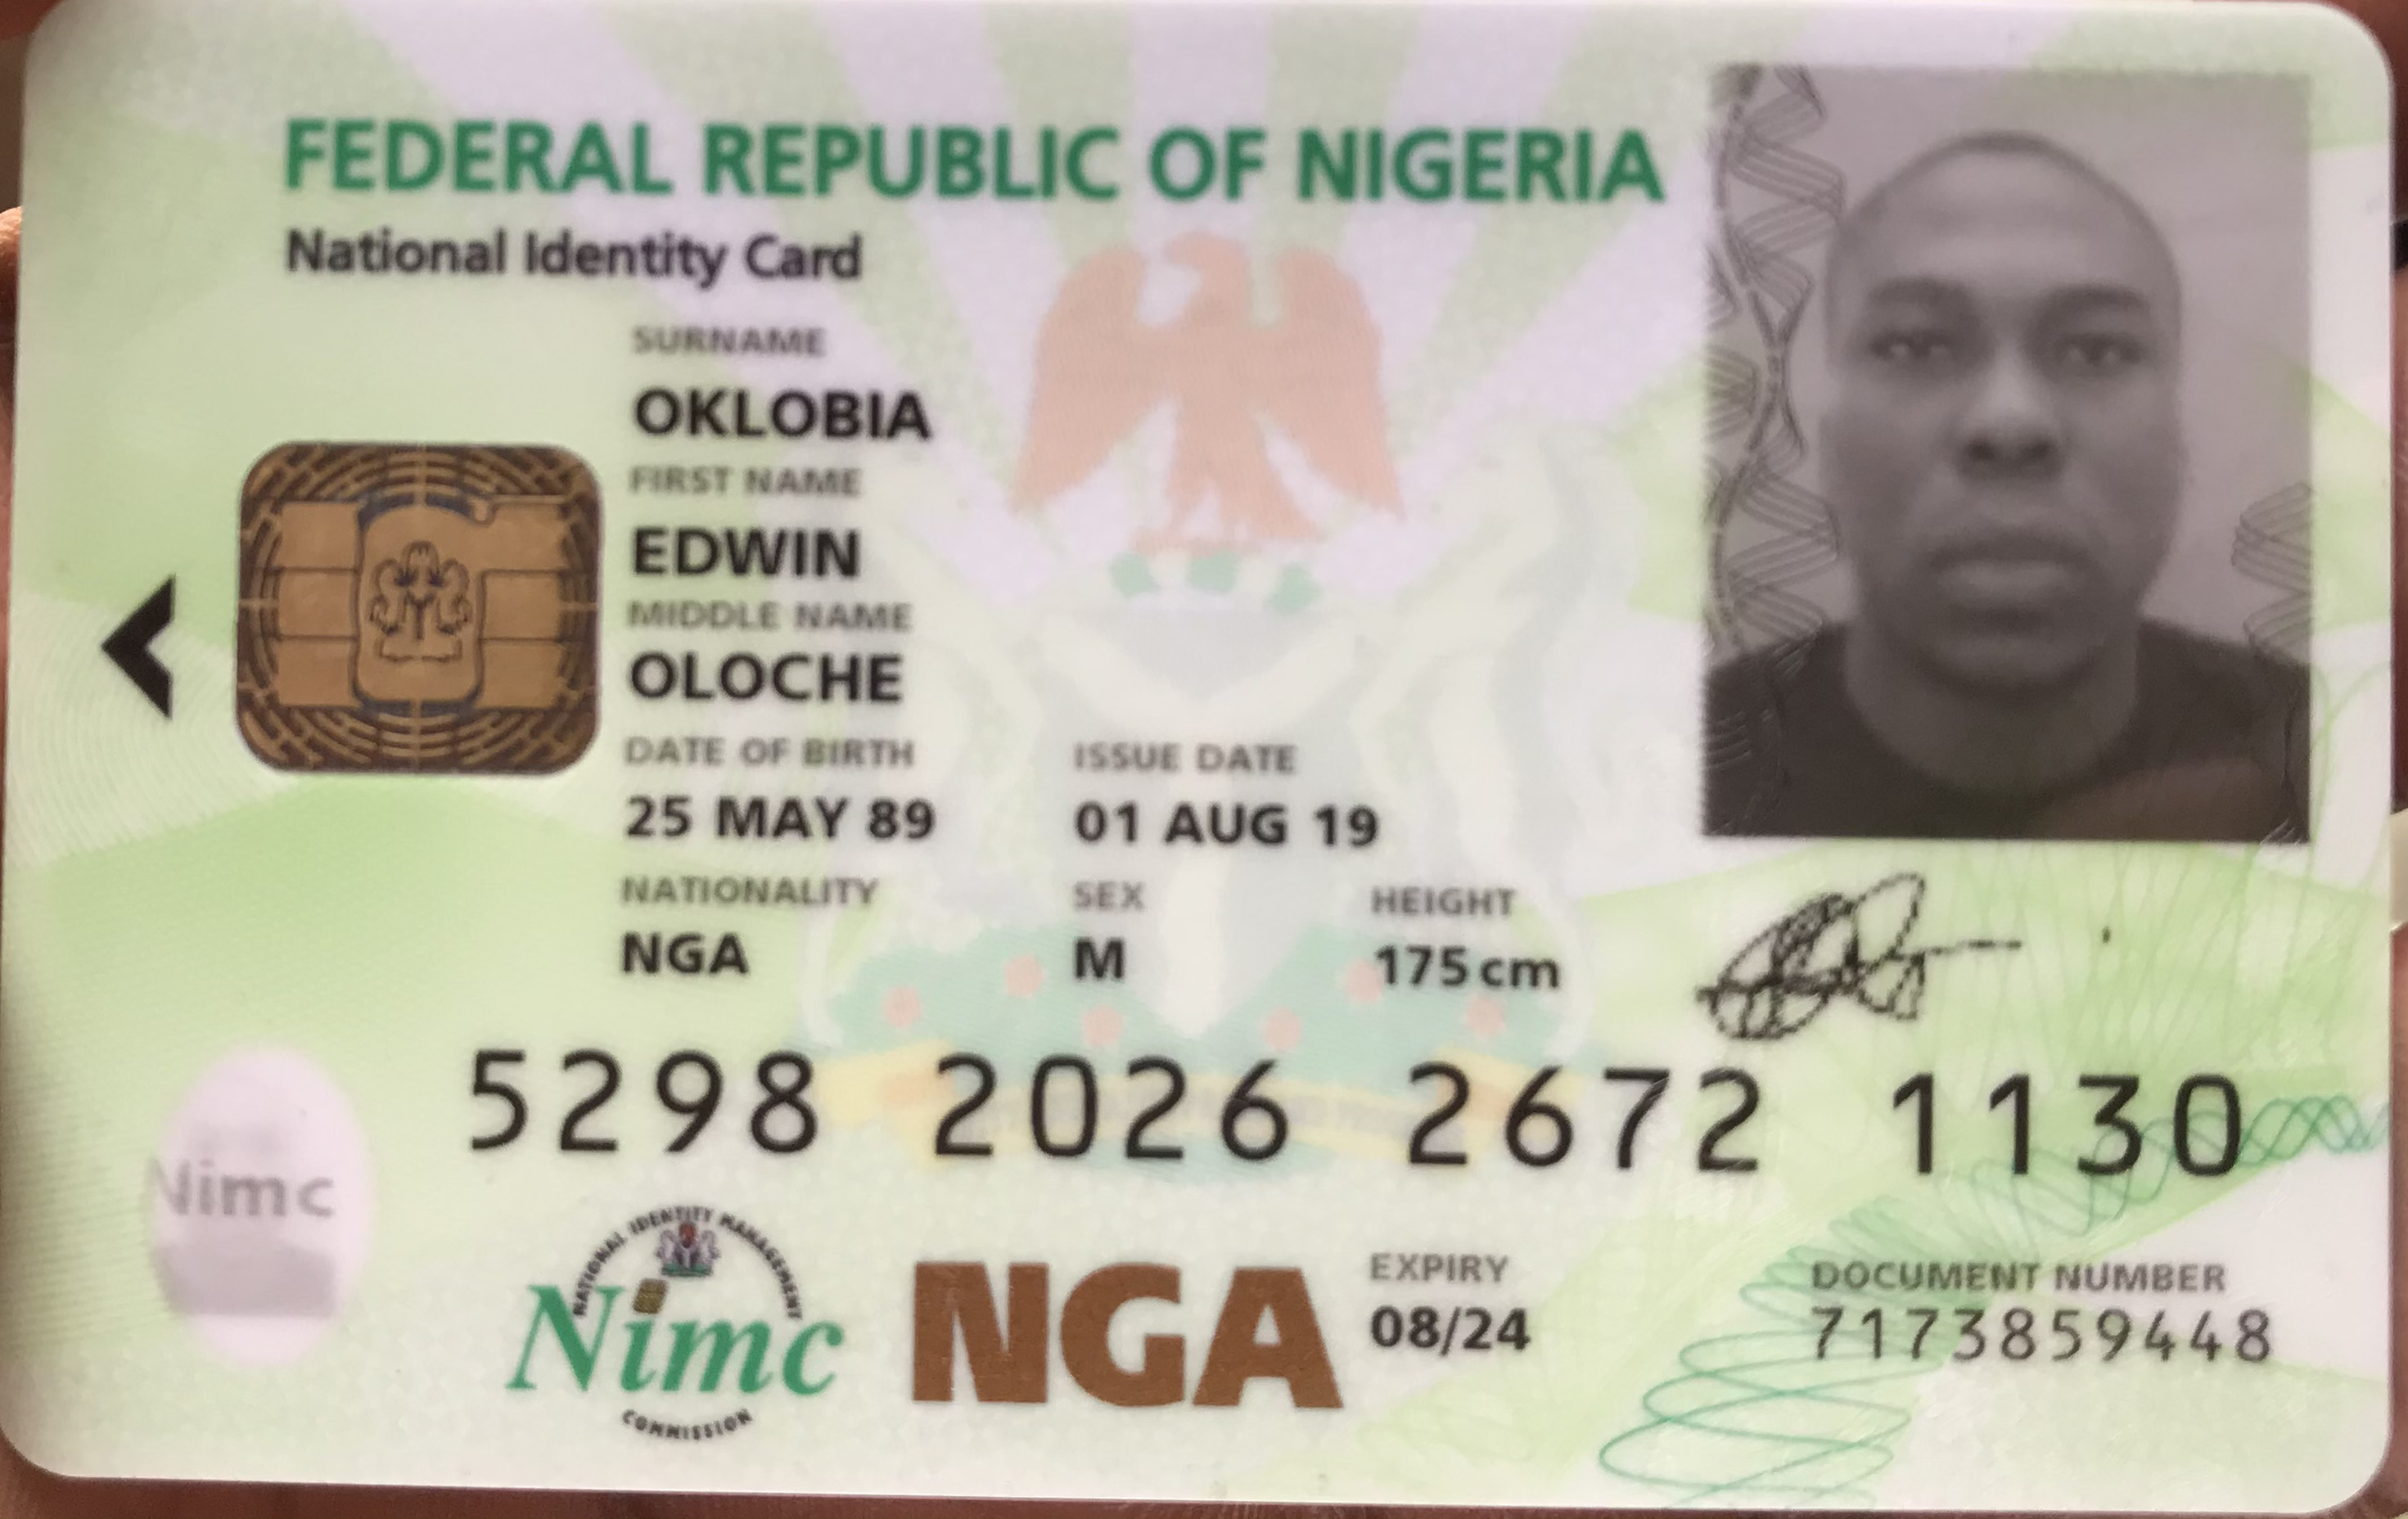 FEDERAL REPUBLIC OF NIGERIA
National Identity Card
SURNAME
OKLOBIA
FIRST NAME
EDWIN
MIDDLE NAME
OLOCHE
DATE OF BIRTH ISSUE DATE
25 MAY 89 01 AUG 19
NATIONALITY SEX HEIGHT
NGA M 175 cm
5298 2026 2672 1130
Nimc
NATIONAL IDENTITY MANAGEMENT
Nimc
COMMISSION
NGA
EXPIRY
08/24
DOCUMENT NUMBER
7173859448